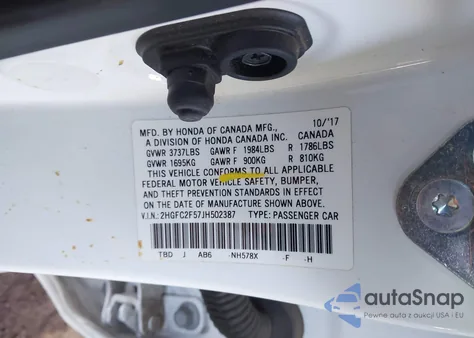 MFD. BY HONDA OF CANADA MFG., 10/'17
A DIVISION OF HONDA CANADA INC. CANADA
GVWR 3737LBS GAWR F 1984LBS R 1786LBS
GVWR 1695KG GAWR F 900KG R 810KG
THIS VEHICLE CONFORMS TO ALL APPLICABLE
FEDERAL MOTOR VEHICLE SAFETY, BUMPER,
AND THEFT PREVENTION STANDARDS IN EFFECT
ON THE DATE OF MANUFACTURE SHOWN ABOVE.
V.I.N.: 2HGFC2F57JH502387 TYPE: PASSENGER CAR
TBD J AB6 -NH578X -F -H
autoSnap
Pewne auta z aukcji USA i EU